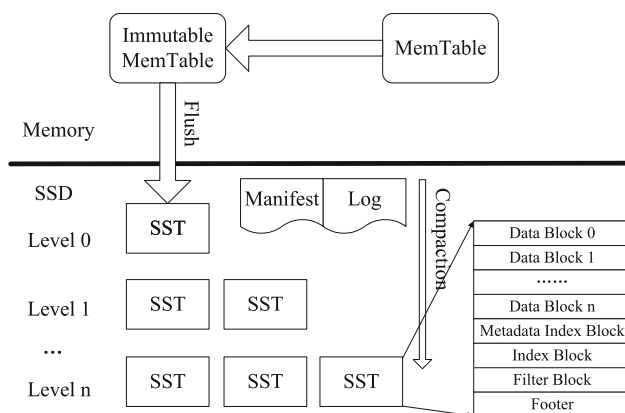 Immutable
MemTable
MemTable
Flush
Memory
SSD
Manifest
Log
Compaction
Level 0
SST
Level 1
SST
SST
...
Level n
SST
SST
SST
Data Block 0
Data Block 1
......
Data Block n
Metadata Index Block
Index Block
Filter Block
Footer